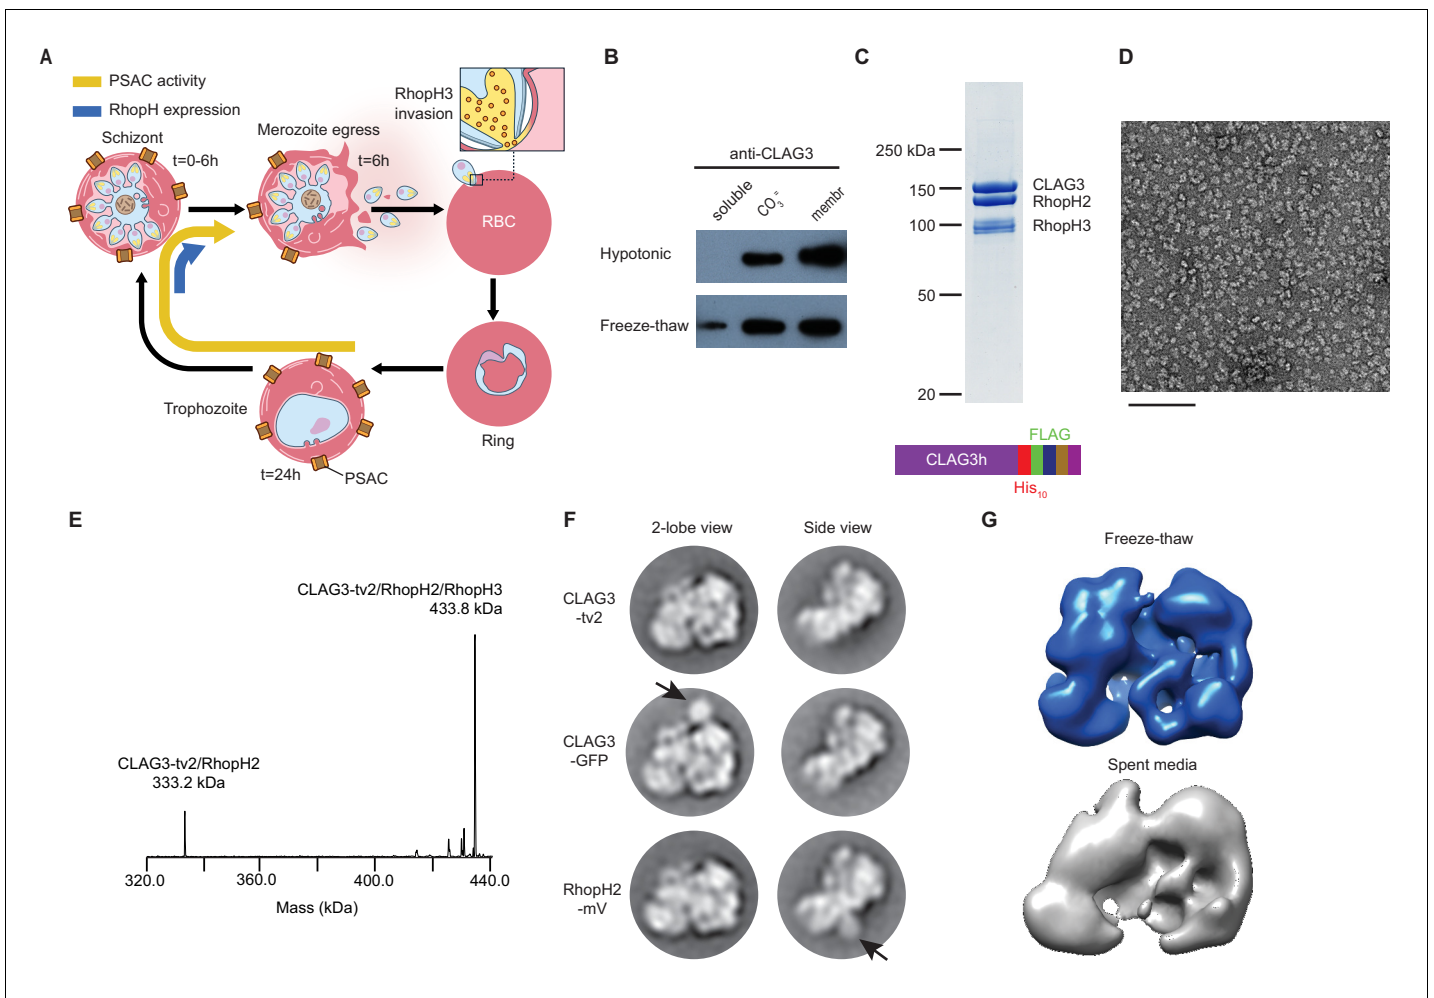 A
PSAC activity
RhopH expression
Schizont
t=0-6h
Merozoite egress
t=6h
RhopH3
invasion
RBC
Ring
Trophozoite
t=24h
PSAC
B
anti-CLAG3
soluble
CO3=
membr
Hypotonic
Freeze-thaw
C
250 kDa
150
100
50
20
CLAG3
RhopH2
RhopH3
FLAG
CLAG3h
His10
D
E
CLAG3-tv2/RhopH2/RhopH3
433.8 kDa
CLAG3-tv2/RhopH2
333.2 kDa
320.0
360.0
400.0
440.0
Mass (kDa)
F
2-lobe view
Side view
CLAG3
-tv2
CLAG3
-GFP
RhopH2
-mV
G
Freeze-thaw
Spent media